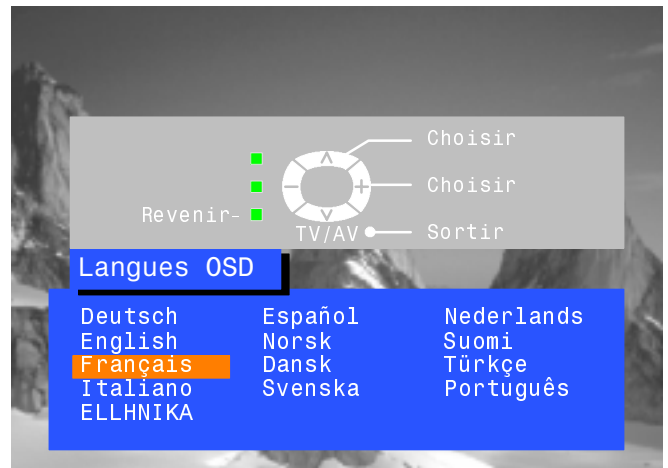 Choisir
Choisir
Revenir-
TV/AV
Sortir
Langues OSD
Deutsch Español Nederlands
English Norsk Suomi
Français Dansk Türkçe
Italiano Svenska Português
ELLHNIKA